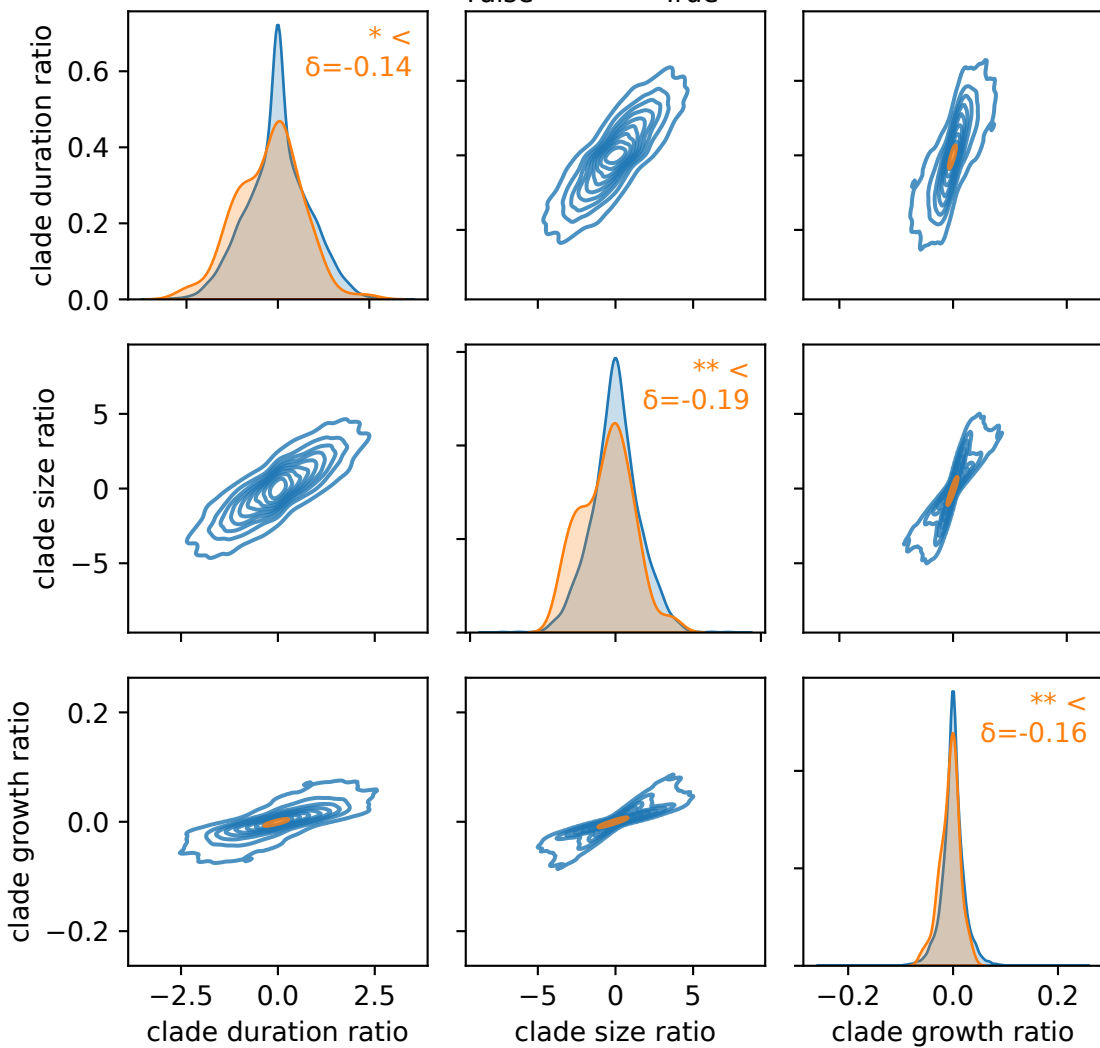 * <
δ=-0.14
clade duration ratio
0.6
0.4
0.2
0.0
** <
δ=-0.19
clade size ratio
5
0
−5
** <
δ=-0.16
clade growth ratio
0.2
0.0
−0.2
−2.5 0.0 2.5 −5 0 5 −0.2 0.0 0.2
clade duration ratio clade size ratio clade growth ratio